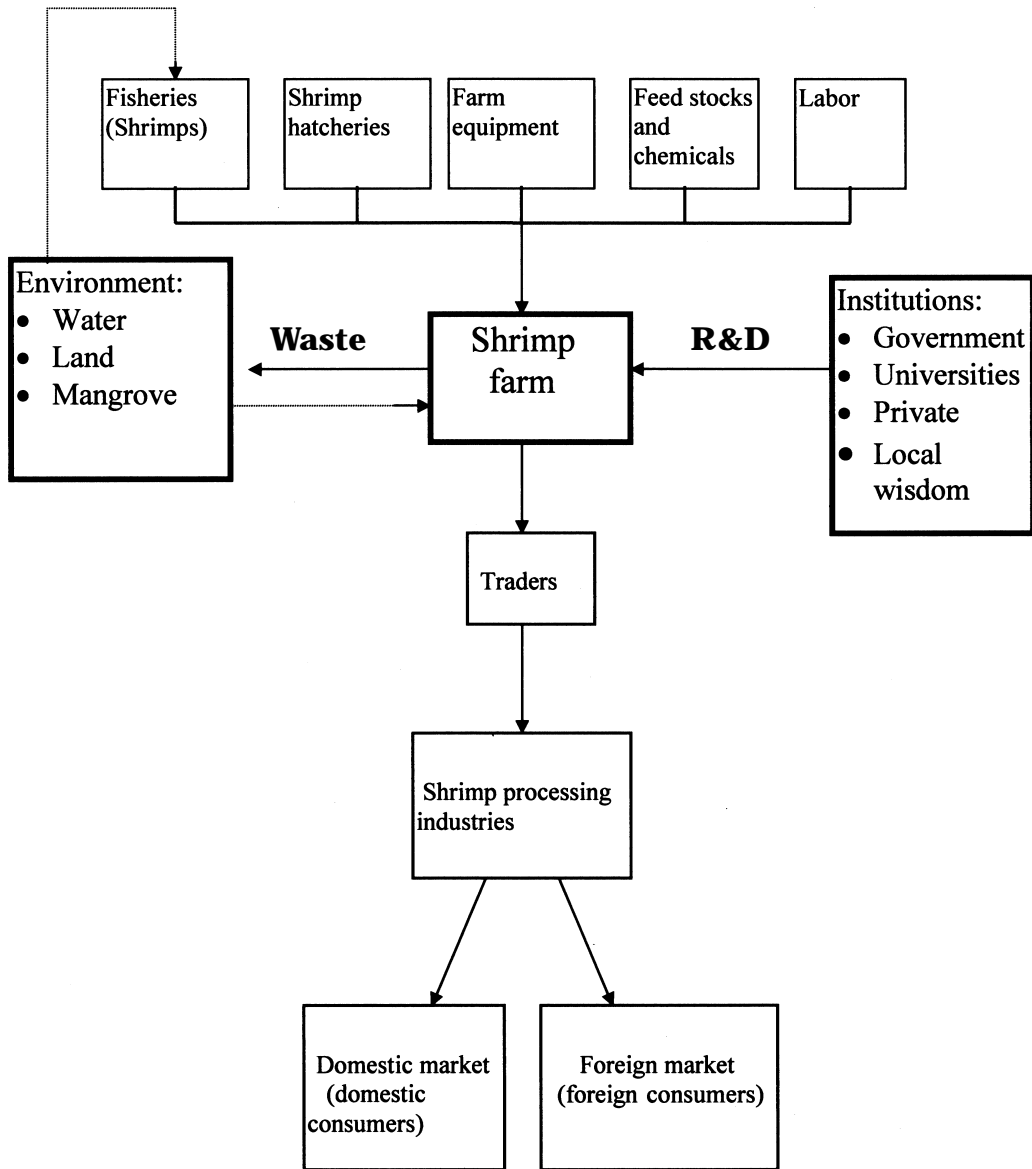 Fisheries
(Shrimps)
Shrimp
hatcheries
Farm
equipment
Feed stocks
and
chemicals
Labor
Environment:
• Water
• Land
• Mangrove
Waste
Shrimp
farm
R&D
Institutions:
• Government
• Universities
• Private
• Local
wisdom
Traders
Shrimp processing
industries
Domestic market
(domestic
consumers)
Foreign market
(foreign consumers)